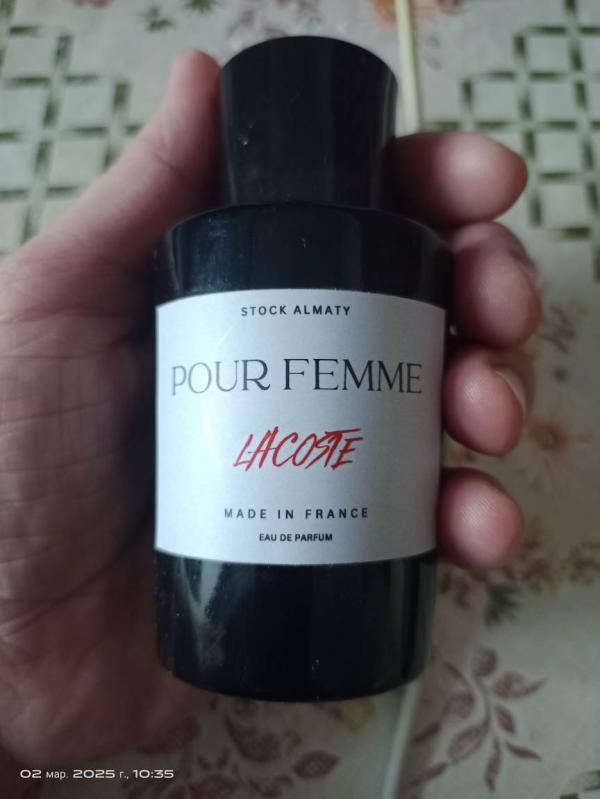 STOCK ALMATY
POUR FEMME
LACOSTE
MADE IN FRANCE
EAU DE PARFUM
02 мар. 2025 г., 10:35